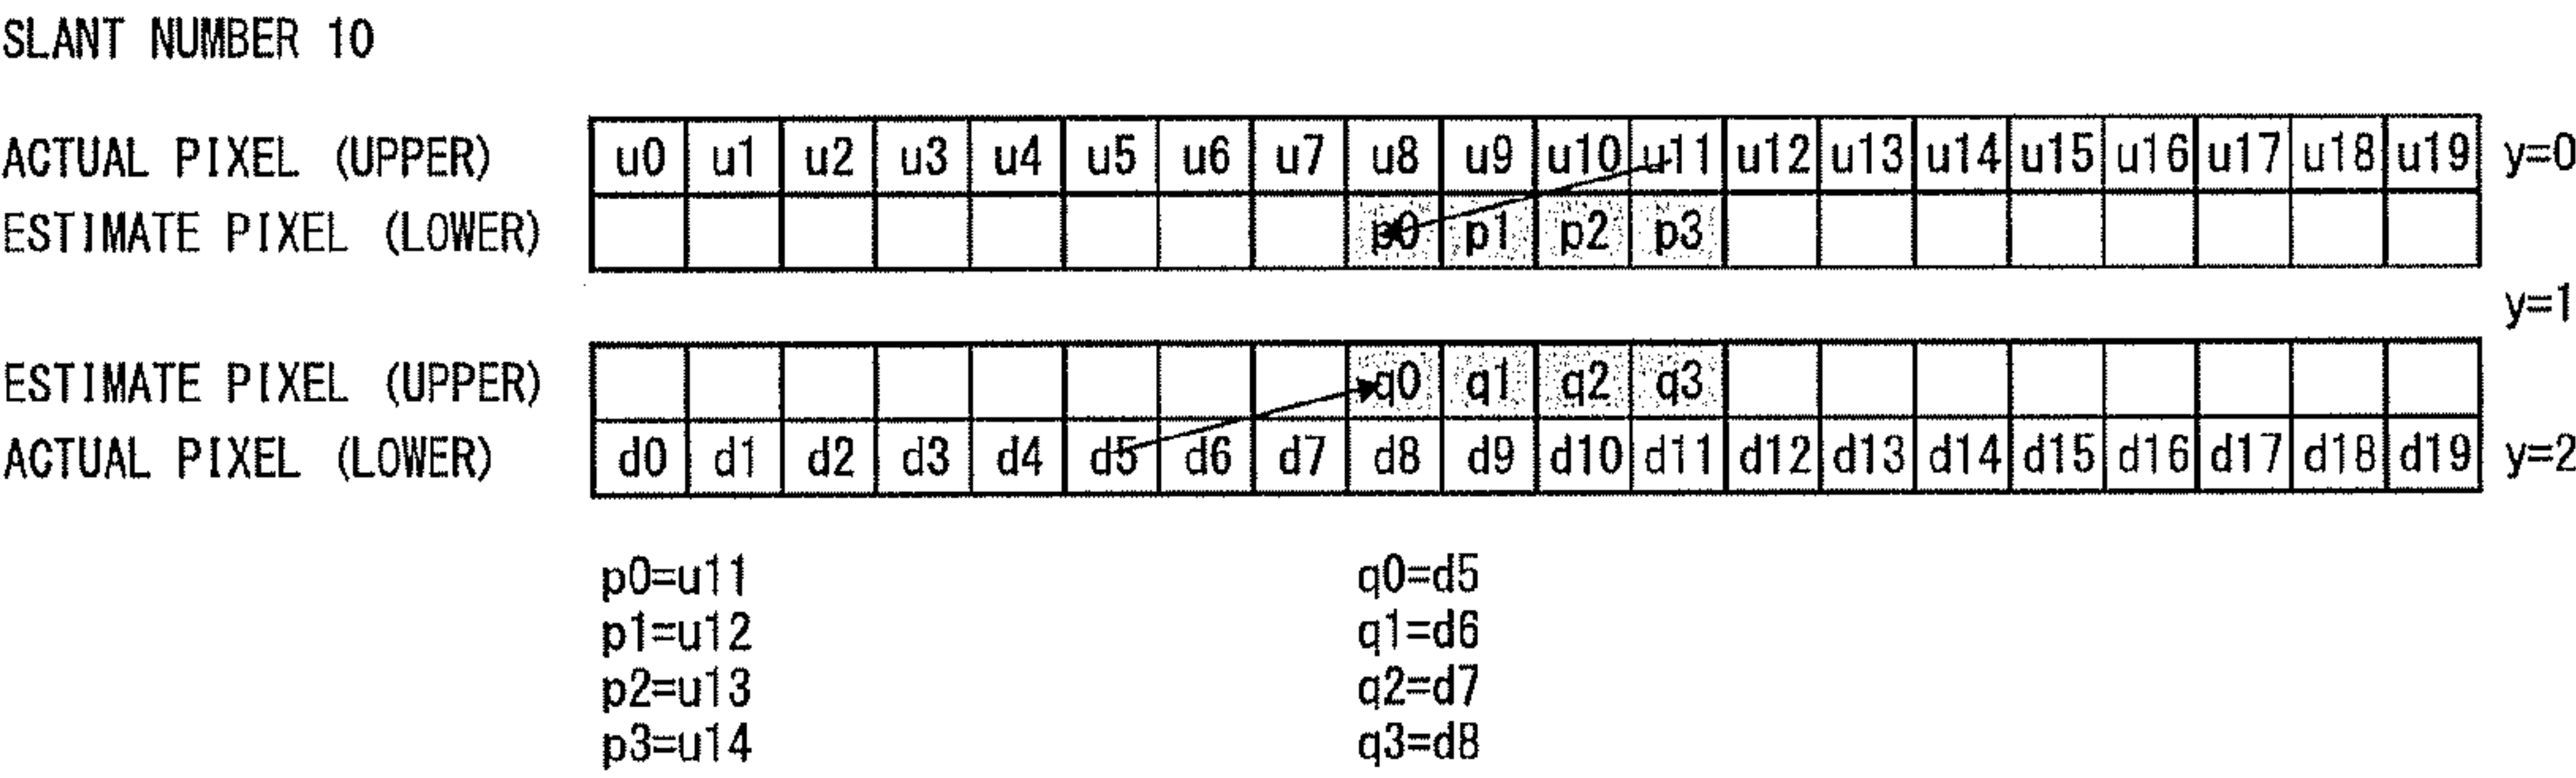 SLANT NUMBER 10
ACTUAL PIXEL (UPPER) u0 u1 u2 u3 u4 u5 u6 u7 u8 u9 u10 u11 u12 u13 u14 u15 u16 u17 u18 u19 y=0
ESTIMATE PIXEL (LOWER) p0 p1 p2 p3
y=1
ESTIMATE PIXEL (UPPER) q0 q1 q2 q3
ACTUAL PIXEL (LOWER) d0 d1 d2 d3 d4 d5 d6 d7 d8 d9 d10 d11 d12 d13 d14 d15 d16 d17 d18 d19 y=2
p0=u11 q0=d5
p1=u12 q1=d6
p2=u13 q2=d7
p3=u14 q3=d8